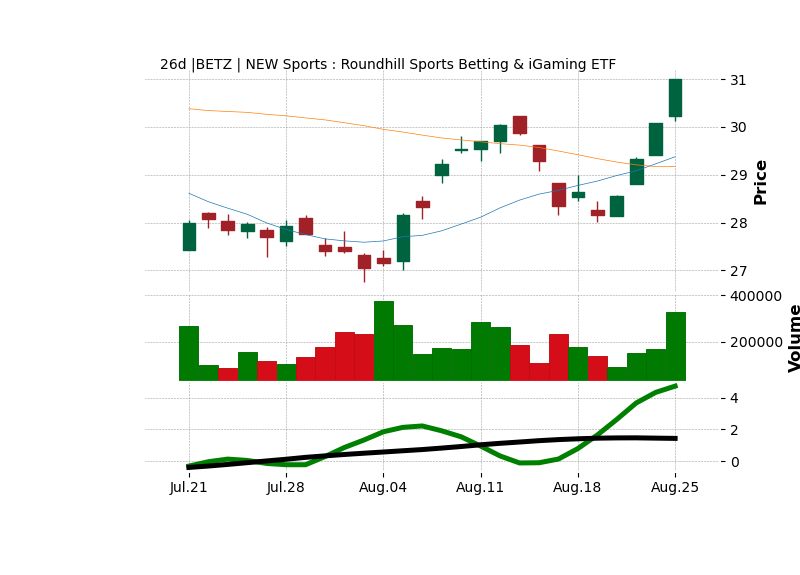 26d |BETZ | NEW Sports : Roundhill Sports Betting & iGaming ETF
31
30
29
28
27
Price
400000
200000
Volume
4
2
0
Jul.21 Jul.28 Aug.04 Aug.11 Aug.18 Aug.25